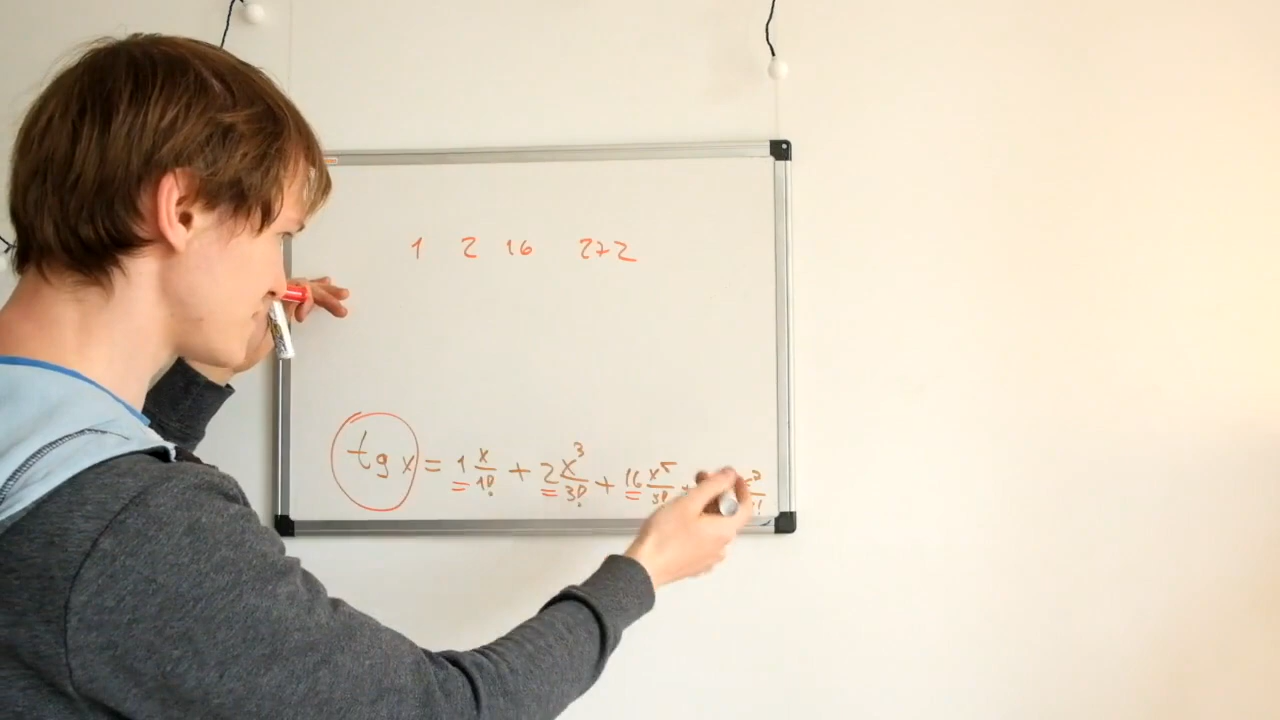 1 2 16 272
tg x = 1 x/1! + 2 x³/3! + 16 x⁵/5! +